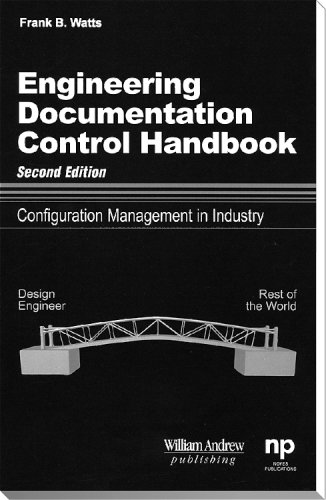 Frank B. Watts
Engineering
Documentation
Control Handbook
Second Edition
Configuration Management in Industry
Design
Engineer
Rest of
the World
William Andrew
publishing
np
NOYES
PUBLICATIONS